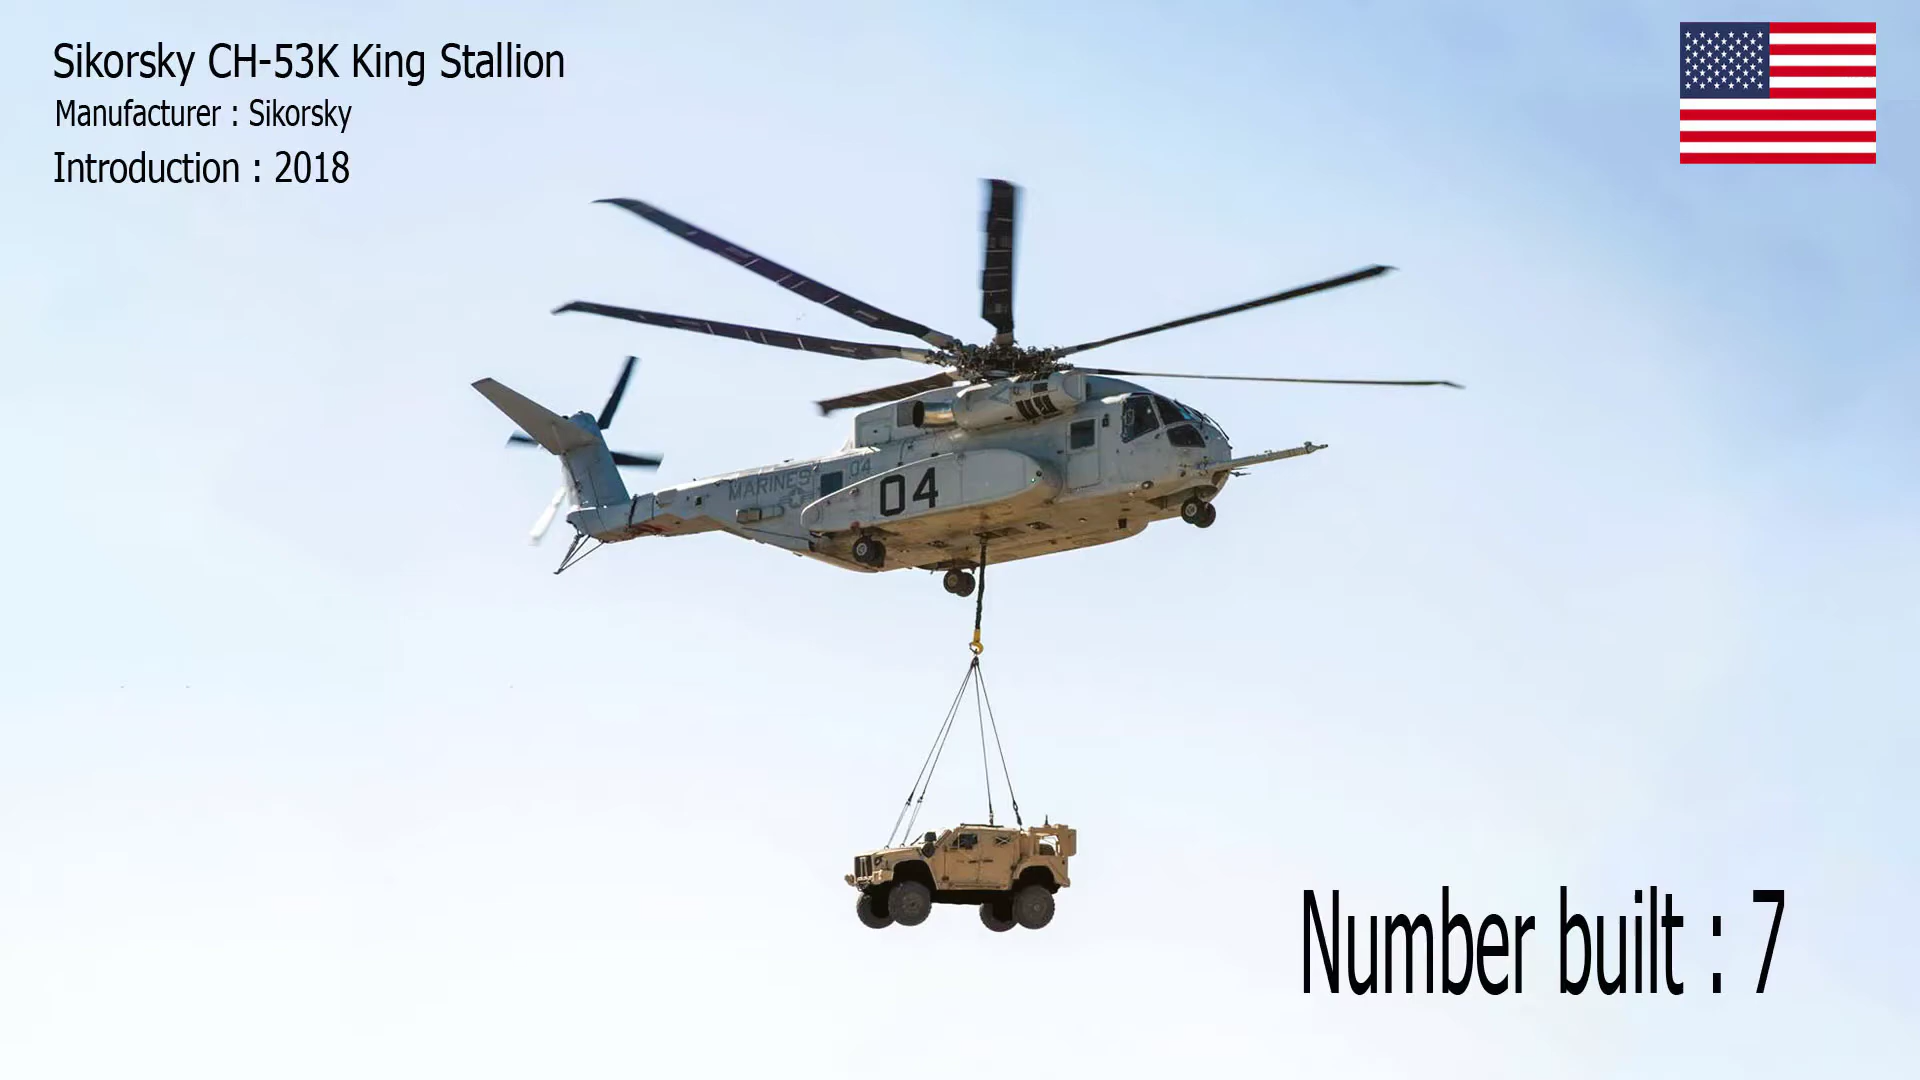 Sikorsky CH-53K King Stallion
Manufacturer : Sikorsky
Introduction : 2018
MARINES
04
04
Number built : 7